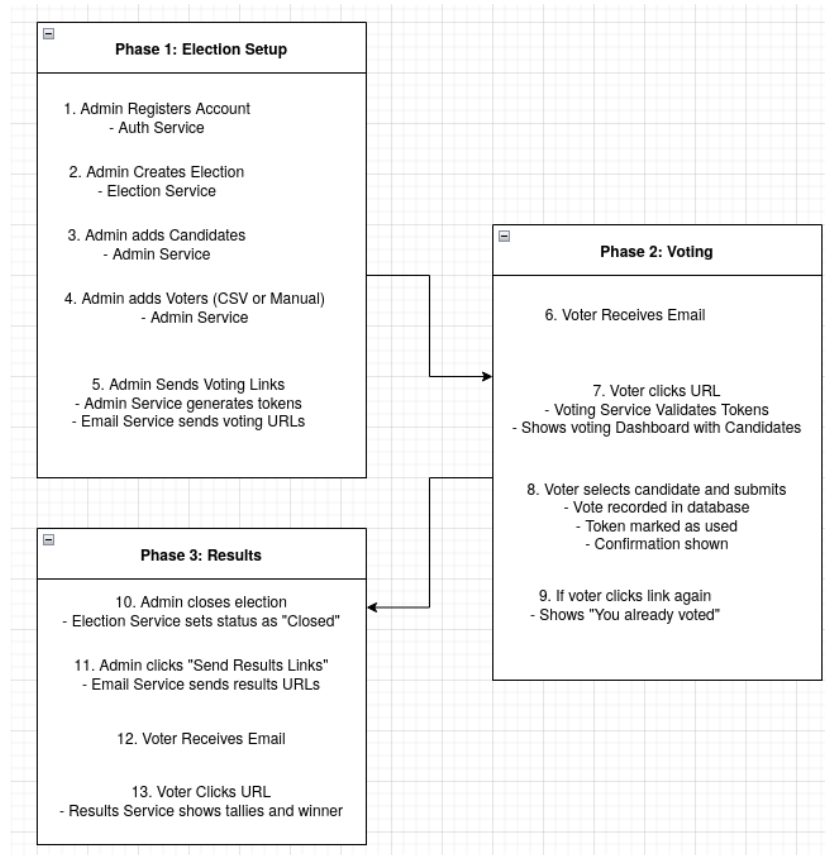 Phase 1: Election Setup
1. Admin Registers Account
- Auth Service
2. Admin Creates Election
- Election Service
3. Admin adds Candidates
- Admin Service
4. Admin adds Voters (CSV or Manual)
- Admin Service
5. Admin Sends Voting Links
- Admin Service generates tokens
- Email Service sends voting URLs
Phase 2: Voting
6. Voter Receives Email
7. Voter clicks URL
- Voting Service Validates Tokens
- Shows voting Dashboard with Candidates
8. Voter selects candidate and submits
- Vote recorded in database
- Token marked as used
- Confirmation shown
9. If voter clicks link again
- Shows "You already voted"
Phase 3: Results
10. Admin closes election
- Election Service sets status as "Closed"
11. Admin clicks "Send Results Links"
- Email Service sends results URLs
12. Voter Receives Email
13. Voter Clicks URL
- Results Service shows tallies and winner